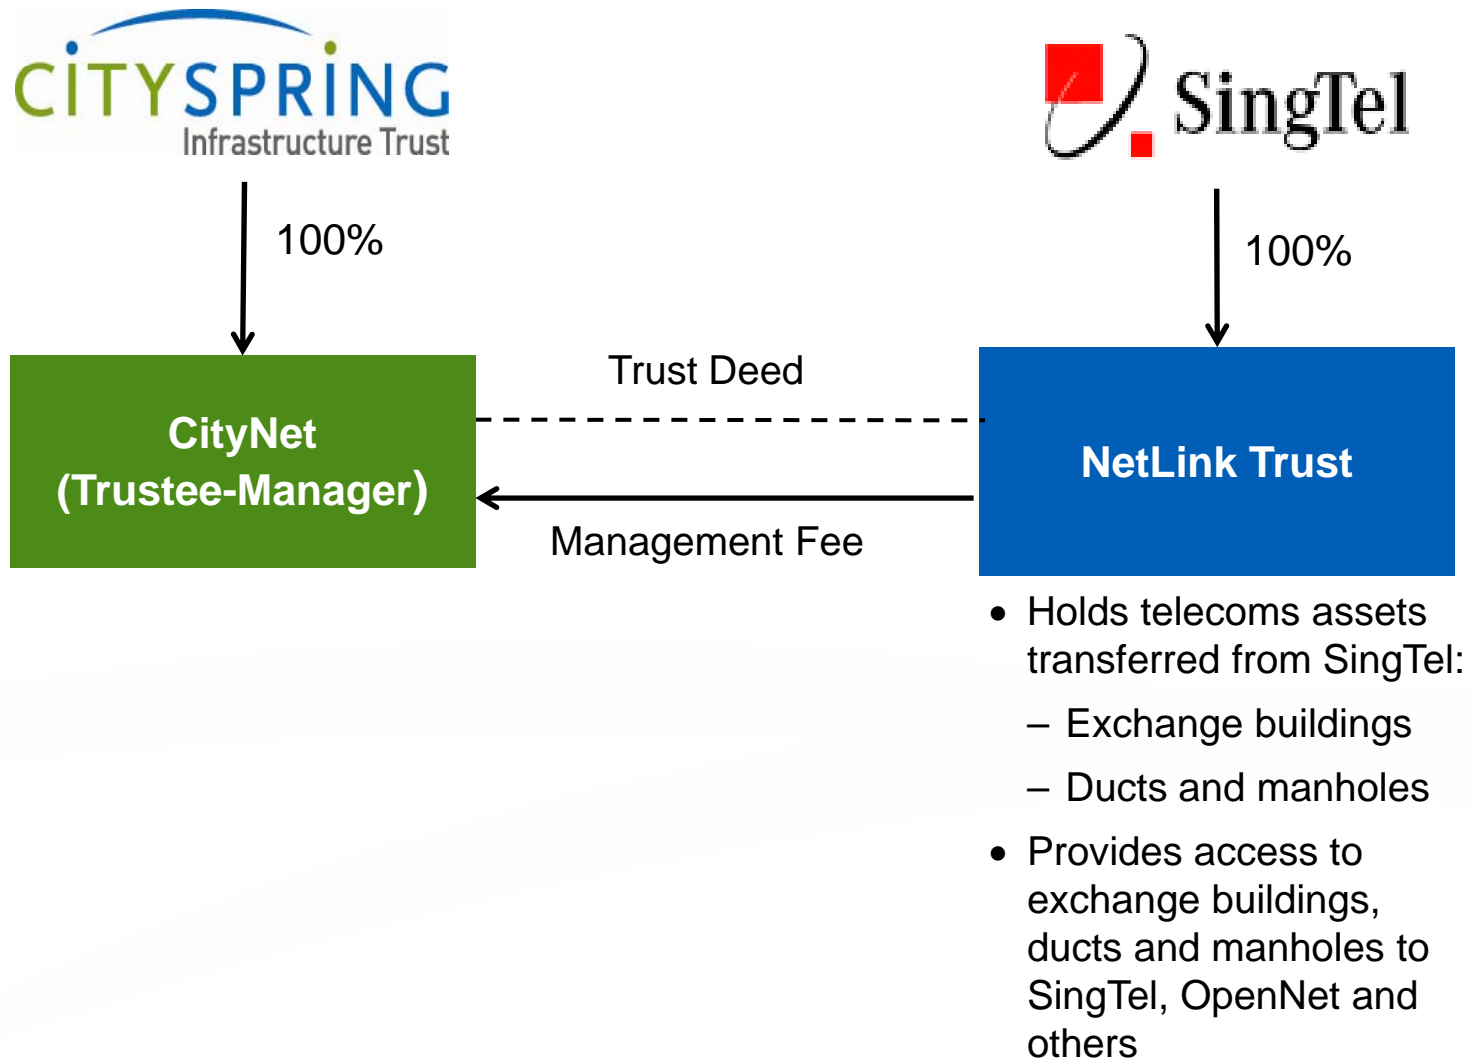 CITYSPRING
Infrastructure Trust
SingTel
100%
100%
CityNet
(Trustee-Manager)
Trust Deed
Management Fee
NetLink Trust
• Holds telecoms assets
transferred from SingTel:
– Exchange buildings
– Ducts and manholes
• Provides access to
exchange buildings,
ducts and manholes to
SingTel, OpenNet and
others